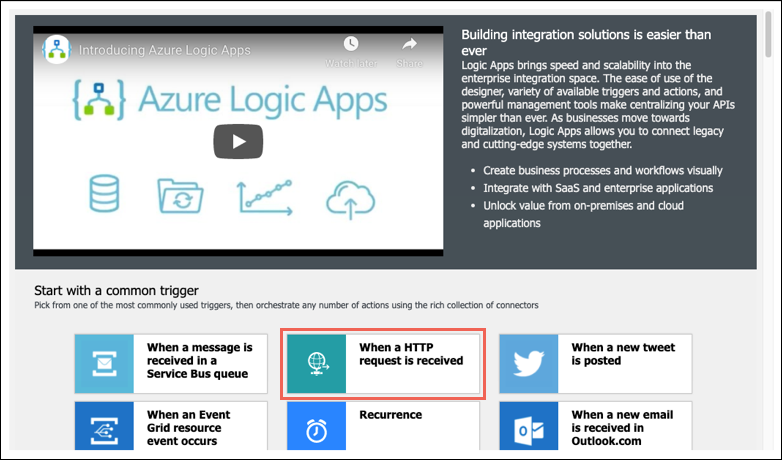 Introducing Azure Logic Apps
Watch later
Share
Azure Logic Apps
Building integration solutions is easier than
ever
Logic Apps brings speed and scalability into the
enterprise integration space. The ease of use of the
designer, variety of available triggers and actions, and
powerful management tools make centralizing your APIs
simpler than ever. As businesses move towards
digitalization, Logic Apps allows you to connect legacy
and cutting-edge systems together.
• Create business processes and workflows visually
• Integrate with SaaS and enterprise applications
• Unlock value from on-premises and cloud
applications
Start with a common trigger
Pick from one of the most commonly used triggers, then orchestrate any number of actions using the rich collection of connectors
When a message is
received in a
Service Bus queue
When a HTTP
request is received
When a new tweet
is posted
When an Event
Grid resource
event occurs
Recurrence
When a new email
is received in
Outlook.com